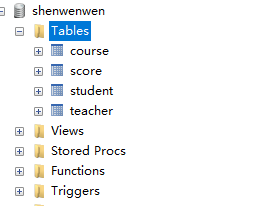 shenwenwen
Tables
course
score
student
teacher
Views
Stored Procs
Functions
Triggers